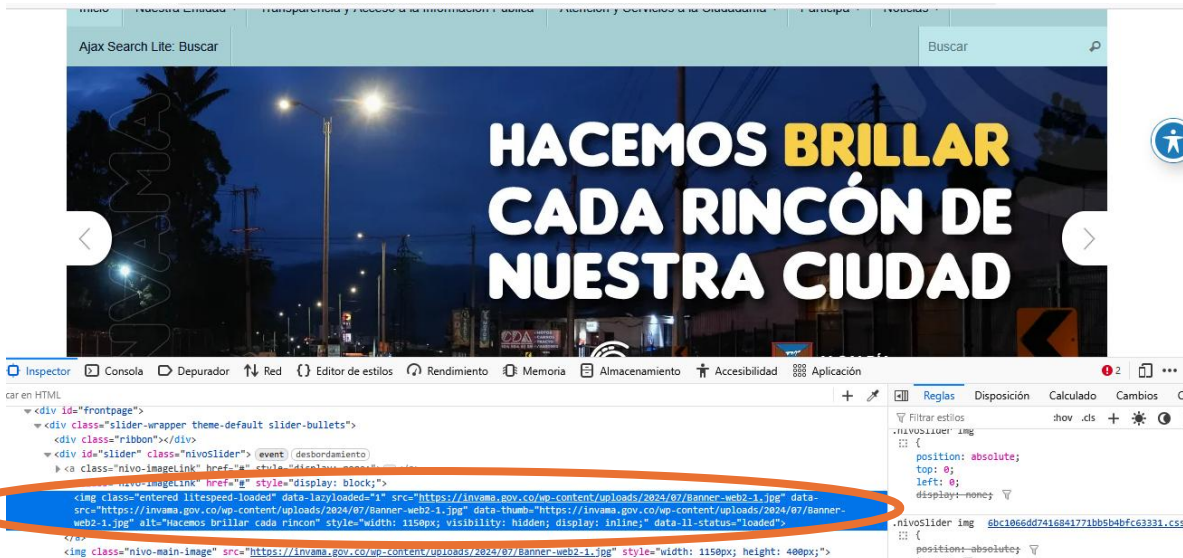 Inicio Nuestra Entidad Transparencia y Acceso a la Información Pública Atención y Servicios a la Ciudadanía Participa Noticias
Ajax Search Lite: Buscar
Buscar
INVAMA
HACEMOS BRILLAR
CADA RINCÓN DE
NUESTRA CIUDAD
CDA
Inspector Consola Depurador Red Editor de estilos Rendimiento Memoria Almacenamiento Accesibilidad Aplicación 2
car en HTML
<div id="frontpage">
<div class="slider-wrapper theme-default slider-bullets">
<div class="ribbon"></div>
<div id="slider" class="nivoSlider"> event desbordamiento
<a class="nivo-imageLink" href="#" style="display: none;">
class="nivo-imageLink" href="#" style="display: block;">
<img class="entered litespeed-loaded" data-lazyloaded="1" src="https://invama.gov.co/wp-content/uploads/2024/07/Banner-web2-1.jpg" data-
src="https://invama.gov.co/wp-content/uploads/2024/07/Banner-web2-1.jpg" data-thumb="https://invama.gov.co/wp-content/uploads/2024/07/Banner-
web2-1.jpg" alt="Hacemos brillar cada rincon" style="width: 1150px; visibility: hidden; display: inline;" data-ll-status="loaded">
</a>
<img class="nivo-main-image" src="https://invama.gov.co/wp-content/uploads/2024/07/Banner-web2-1.jpg" style="width: 1150px; height: 400px;">
Reglas Disposición Calculado Cambios
Filtrar estilos :hov .cls +
.nivoSlider img
{
position: absolute;
top: 0;
left: 0;
display: none;
.nivoSlider img 6bc1066dd7416841771bb5b4bfc63331.css
{
position: absolute;